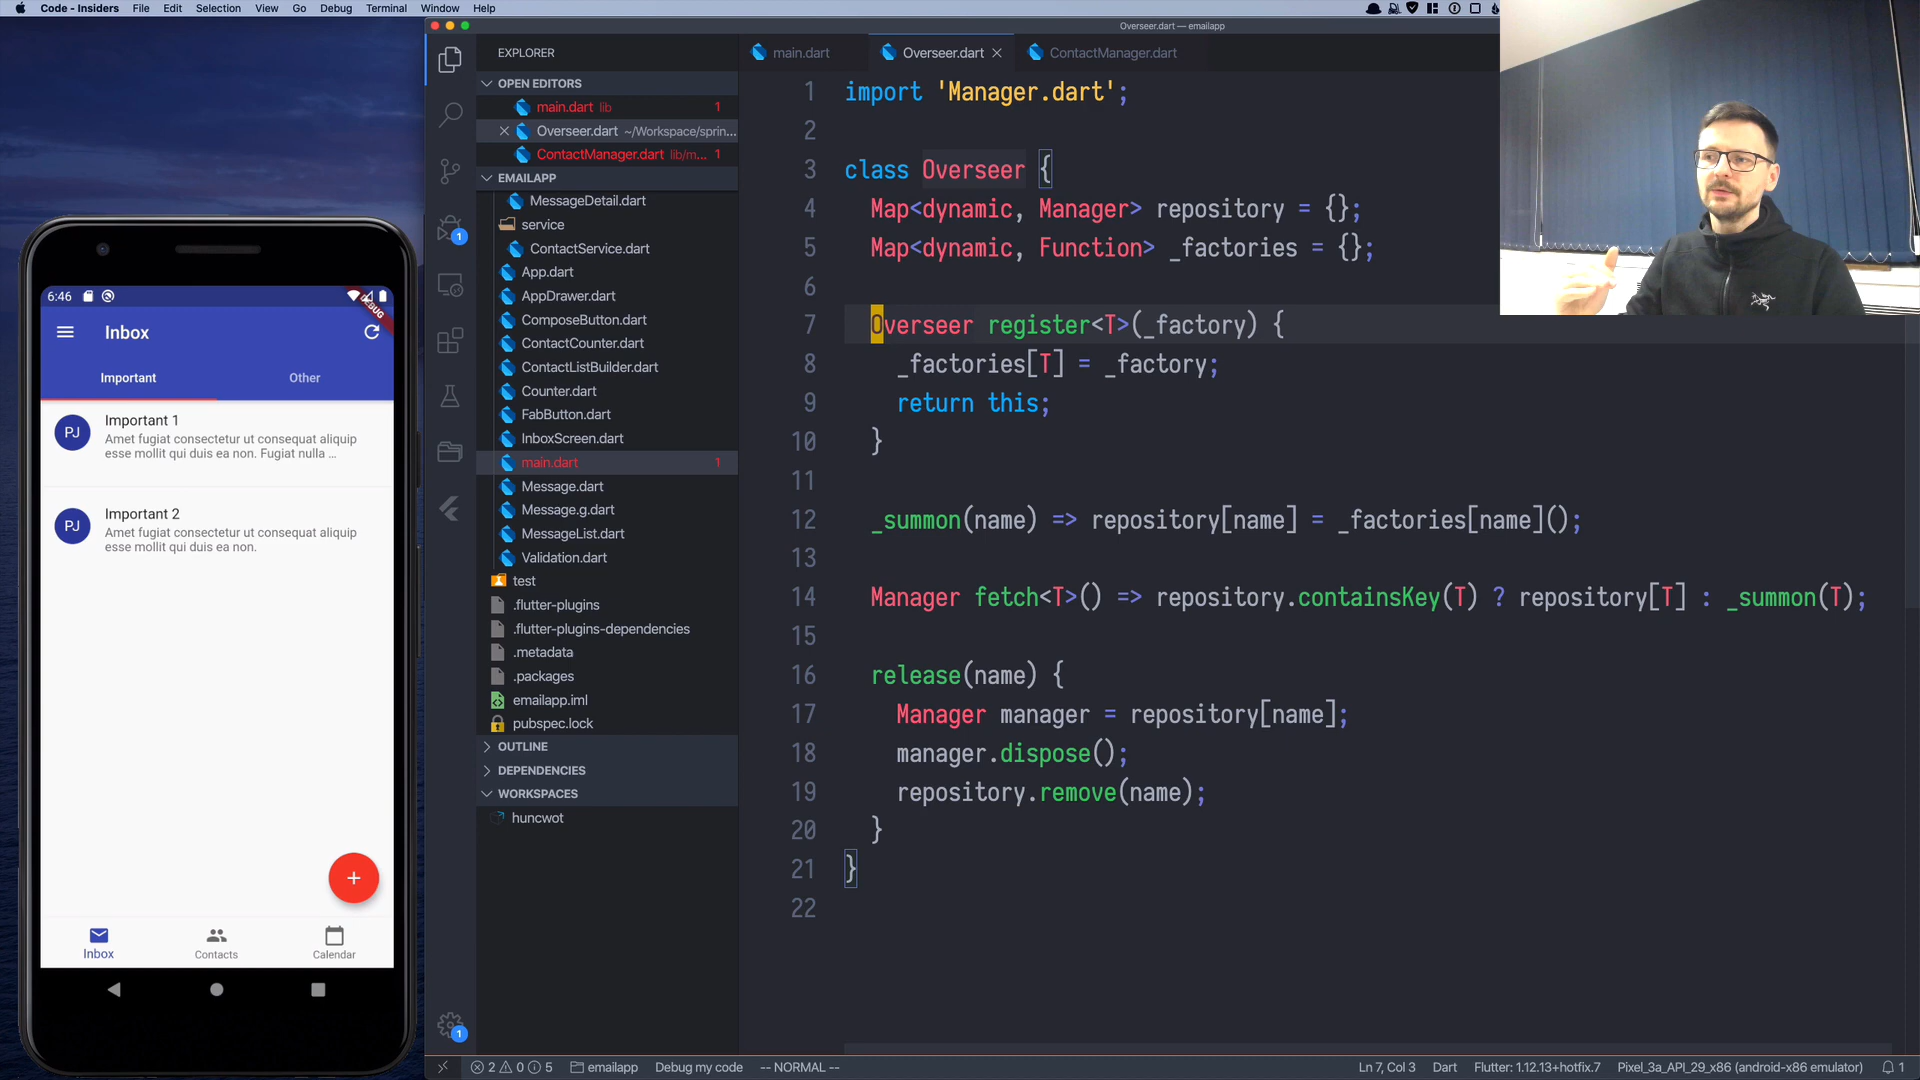 Code - Insiders File Edit Selection View Go Debug Terminal Window Help
Overseer.dart — emailapp
EXPLORER
OPEN EDITORS
main.dart lib 1
Overseer.dart ~/Workspace/sprin...
ContactManager.dart lib/m... 1
EMAILAPP
MessageDetail.dart
service
ContactService.dart
App.dart
AppDrawer.dart
ComposeButton.dart
ContactCounter.dart
ContactListBuilder.dart
Counter.dart
FabButton.dart
InboxScreen.dart
main.dart 1
Message.dart
Message.g.dart
MessageList.dart
Validation.dart
test
.flutter-plugins
.flutter-plugins-dependencies
.metadata
.packages
emailapp.iml
pubspec.lock
OUTLINE
DEPENDENCIES
WORKSPACES
huncwot
1
1
main.dart Overseer.dart ContactManager.dart
1 import 'Manager.dart';
2
3 class Overseer {
4 Map<dynamic, Manager> repository = {};
5 Map<dynamic, Function> _factories = {};
6
7 Overseer register<T>(_factory) {
8 _factories[T] = _factory;
9 return this;
10 }
11
12 _summon(name) => repository[name] = _factories[name]();
13
14 Manager fetch<T>() => repository.containsKey(T) ? repository[T] : _summon(T);
15
16 release(name) {
17 Manager manager = repository[name];
18 manager.dispose();
19 repository.remove(name);
20 }
21 }
22
6:46
DEBUG
Inbox
Important Other
PJ
Important 1
Amet fugiat consectetur ut consequat aliquip
esse mollit qui duis ea non. Fugiat nulla ...
PJ
Important 2
Amet fugiat consectetur ut consequat aliquip
esse mollit qui duis ea non.
+
Inbox Contacts Calendar
2 0 5 emailapp Debug my code -- NORMAL -- Ln 7, Col 3 Dart Flutter: 1.12.13+hotfix.7 Pixel_3a_API_29_x86 (android-x86 emulator) 1